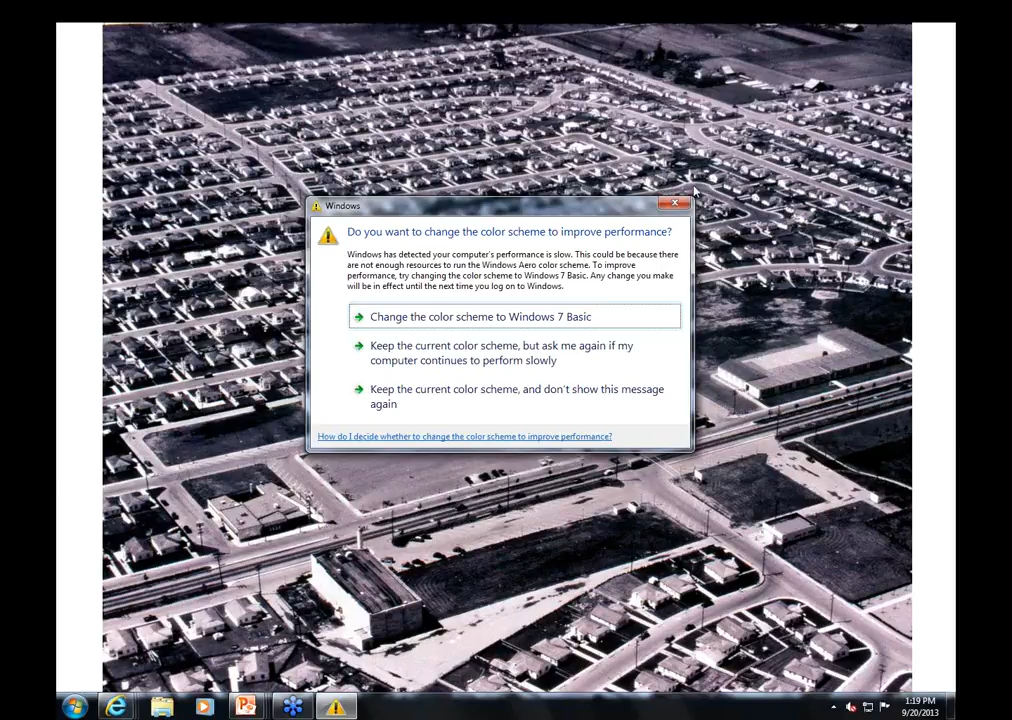 Windows
Do you want to change the color scheme to improve performance?
Windows has detected your computer's performance is slow. This could be because there
are not enough resources to run the Windows Aero color scheme. To improve
performance, try changing the color scheme to Windows 7 Basic. Any change you make
will be in effect until the next time you log on to Windows.
Change the color scheme to Windows 7 Basic
Keep the current color scheme, but ask me again if my
computer continues to perform slowly
Keep the current color scheme, and don't show this message
again
How do I decide whether to change the color scheme to improve performance?
1:19 PM
9/20/2013